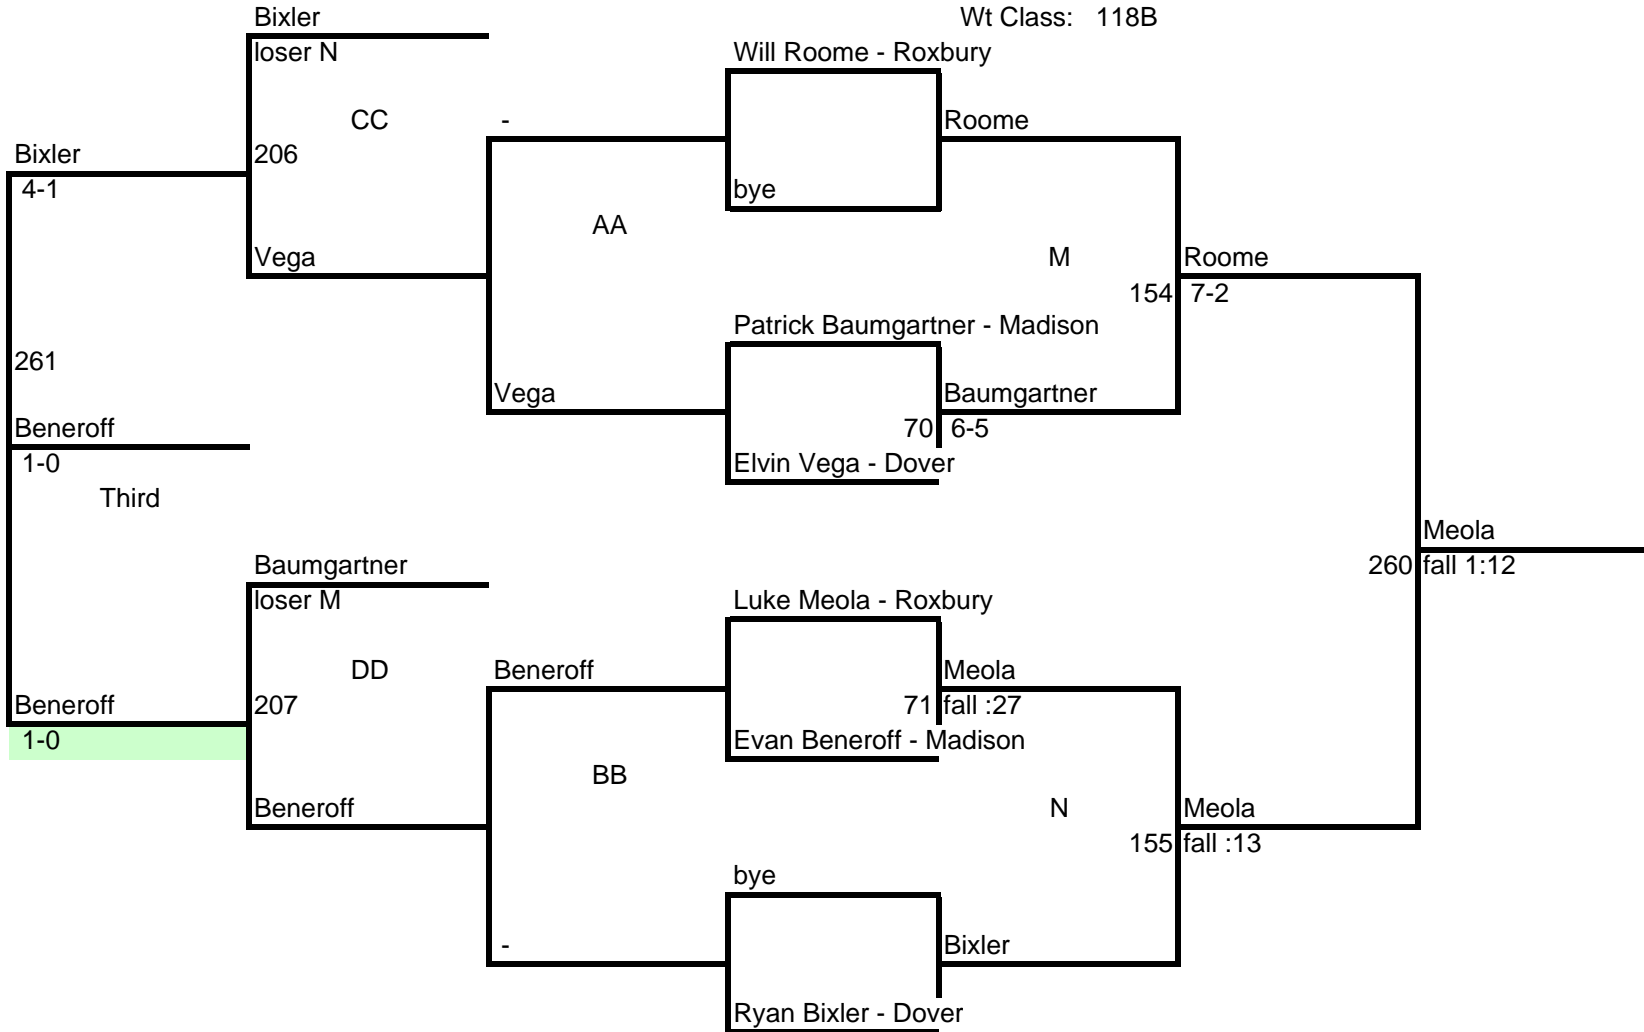 Bixler
Wt Class: 118B
loser N
Will Roome - Roxbury
CC
-
Roome
Bixler
206
4-1
bye
AA
Vega
M
Roome
154
7-2
Patrick Baumgartner - Madison
261
Vega
Baumgartner
Beneroff
70
6-5
1-0
Elvin Vega - Dover
Third
Meola
Baumgartner
260
fall 1:12
loser M
Luke Meola - Roxbury
DD
Beneroff
Meola
Beneroff
207
71
fall :27
1-0
Evan Beneroff - Madison
BB
Beneroff
N
Meola
155
fall :13
bye
-
Bixler
Ryan Bixler - Dover